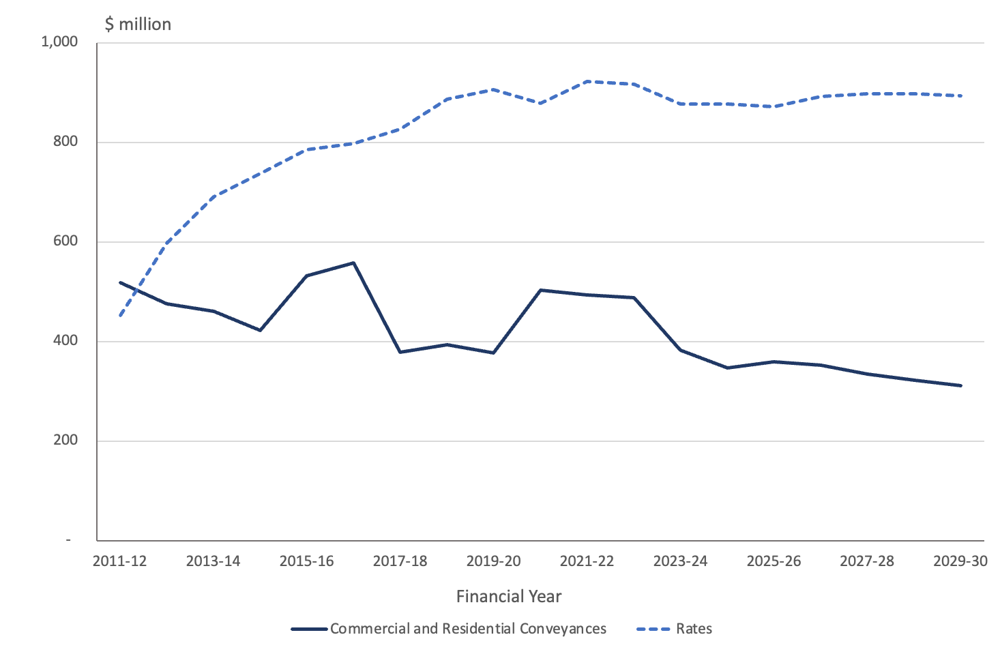 $ million
1,000
800
600
400
200
-
2011-12 2013-14 2015-16 2017-18 2019-20 2021-22 2023-24 2025-26 2027-28 2029-30
Financial Year
Commercial and Residential Conveyances Rates